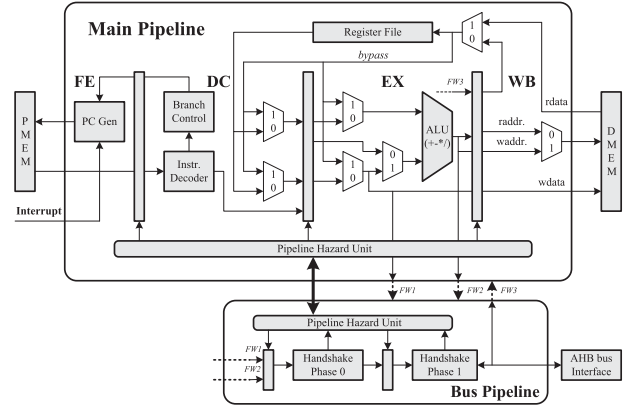 Main Pipeline
Register File
1
0
bypass
FE
DC
EX
FW3
WB
rdata
P
M
E
M
PC Gen
Branch
Control
1
0
1
0
ALU
(+-*/)
raddr.
waddr.
1
0
D
M
E
M
Instr.
Decoder
1
0
1
0
0
1
wdata
Interrupt
Pipeline Hazard Unit
FW1
FW2
FW3
Pipeline Hazard Unit
FW1
FW2
Handshake
Phase 0
Handshake
Phase 1
AHB bus
Interface
Bus Pipeline